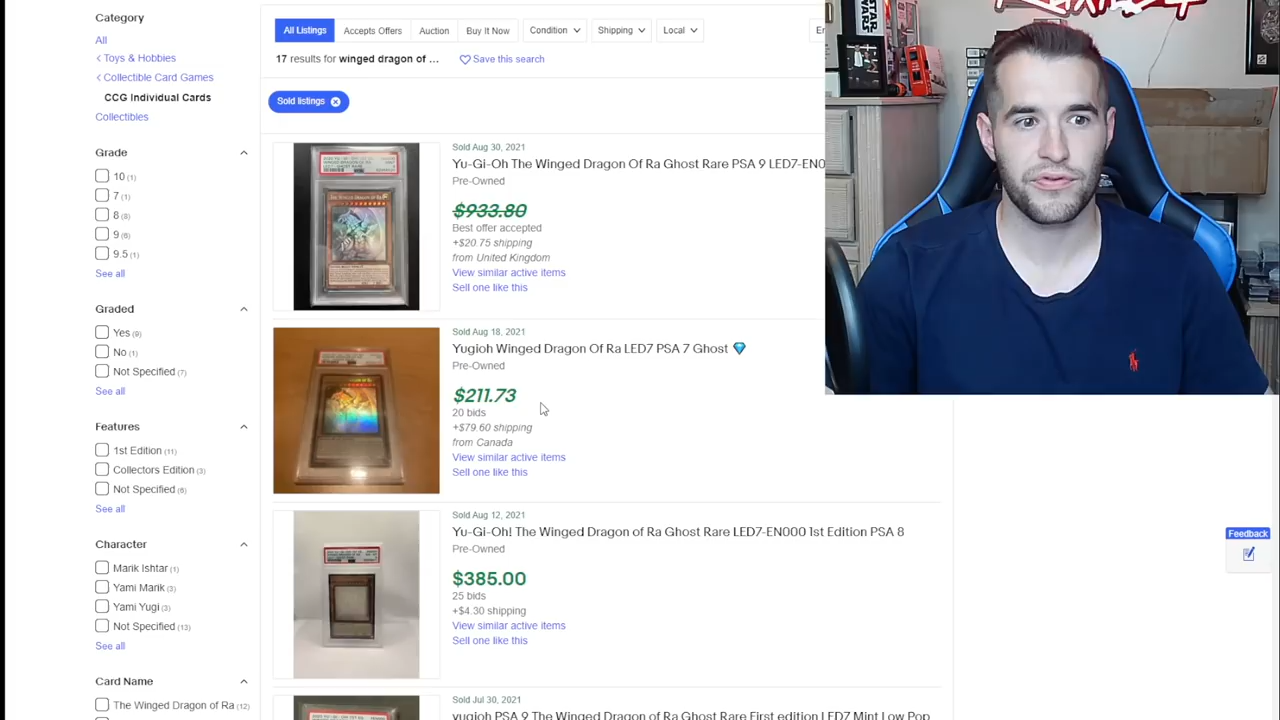 Category
All
Toys & Hobbies
Collectible Card Games
CCG Individual Cards
Collectibles
Grade
10 (1)
7 (1)
8 (8)
9 (6)
9.5 (1)
See all
Graded
Yes (9)
No (1)
Not Specified (7)
See all
Features
1st Edition (11)
Collectors Edition (3)
Not Specified (6)
See all
Character
Marik Ishtar (1)
Yami Marik (3)
Yami Yugi (3)
Not Specified (13)
See all
Card Name
The Winged Dragon of Ra (12)
All Listings
Accepts Offers
Auction
Buy It Now
Condition
Shipping
Local
17 results for winged dragon of ...
Save this search
Sold listings
Sold Aug 30, 2021
Yu-Gi-Oh The Winged Dragon Of Ra Ghost Rare PSA 9 LED7-EN0
Pre-Owned
$933.80
Best offer accepted
+$20.75 shipping
from United Kingdom
View similar active items
Sell one like this
Sold Aug 18, 2021
Yugioh Winged Dragon Of Ra LED7 PSA 7 Ghost
Pre-Owned
$211.73
20 bids
+$79.60 shipping
from Canada
View similar active items
Sell one like this
Sold Aug 12, 2021
Yu-Gi-Oh! The Winged Dragon of Ra Ghost Rare LED7-EN000 1st Edition PSA 8
Pre-Owned
$385.00
25 bids
+$4.30 shipping
View similar active items
Sell one like this
Sold Jul 30, 2021
yugioh PSA 9 The Winged Dragon of Ra Ghost Rare First edition LED7 Mint Low Pop
STAR WARS
Feedback